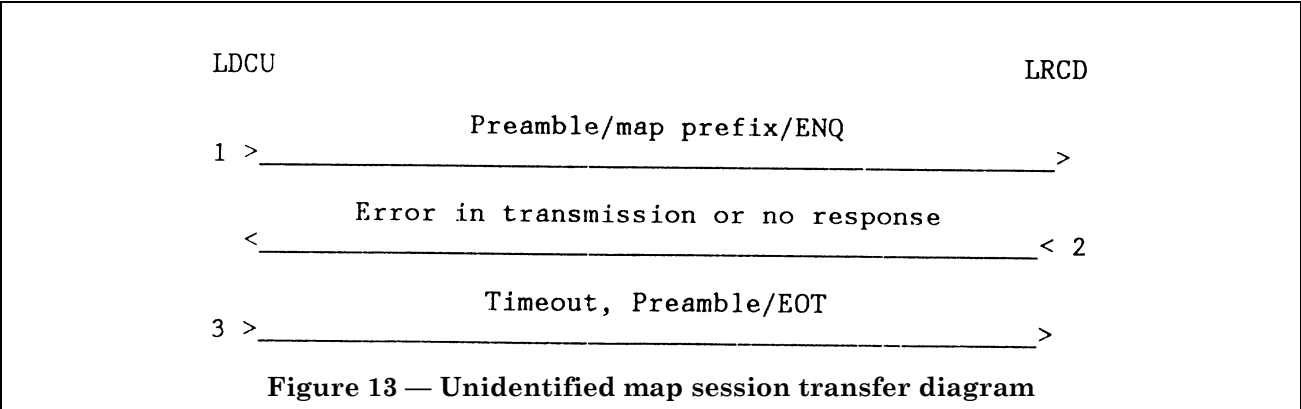 LDCU LRCD
Preamble/map prefix/ENQ
1 > >
Error in transmission or no response
< < 2
Timeout, Preamble/EOT
3 > >
Figure 13 — Unidentified map session transfer diagram